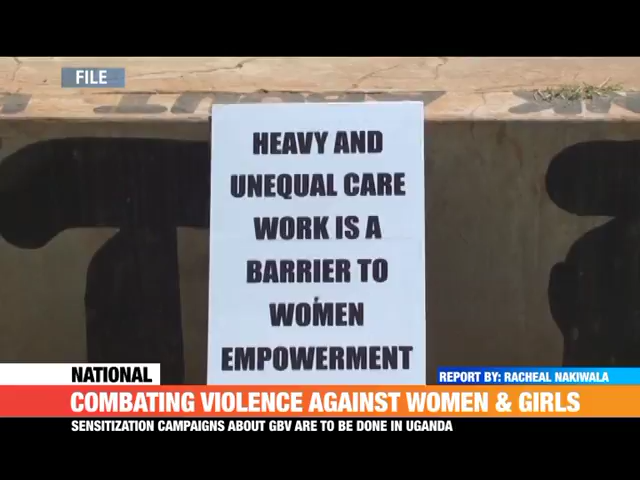 FILE
HEAVY AND
UNEQUAL CARE
WORK IS A
BARRIER TO
WOMEN
EMPOWERMENT
NATIONAL
REPORT BY: RACHEAL NAKIWALA
COMBATING VIOLENCE AGAINST WOMEN & GIRLS
SENSITIZATION CAMPAIGNS ABOUT GBV ARE TO BE DONE IN UGANDA